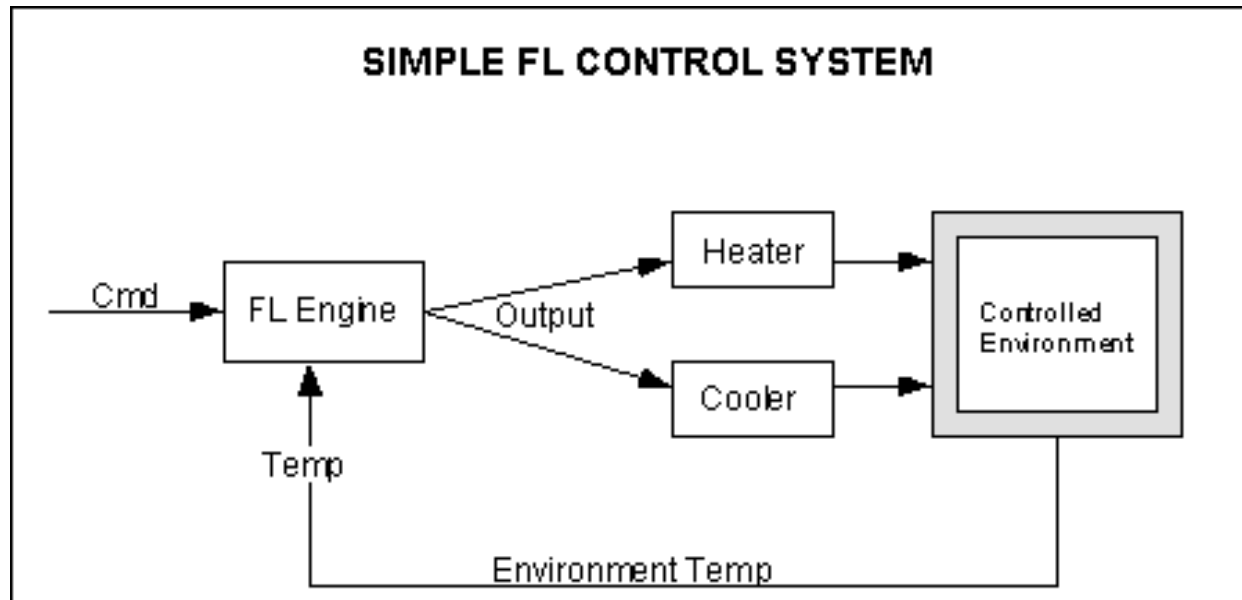 SIMPLE FL CONTROL SYSTEM
Cmd
FL Engine
Output
Heater
Cooler
Controlled
Environment
Temp
Environment Temp